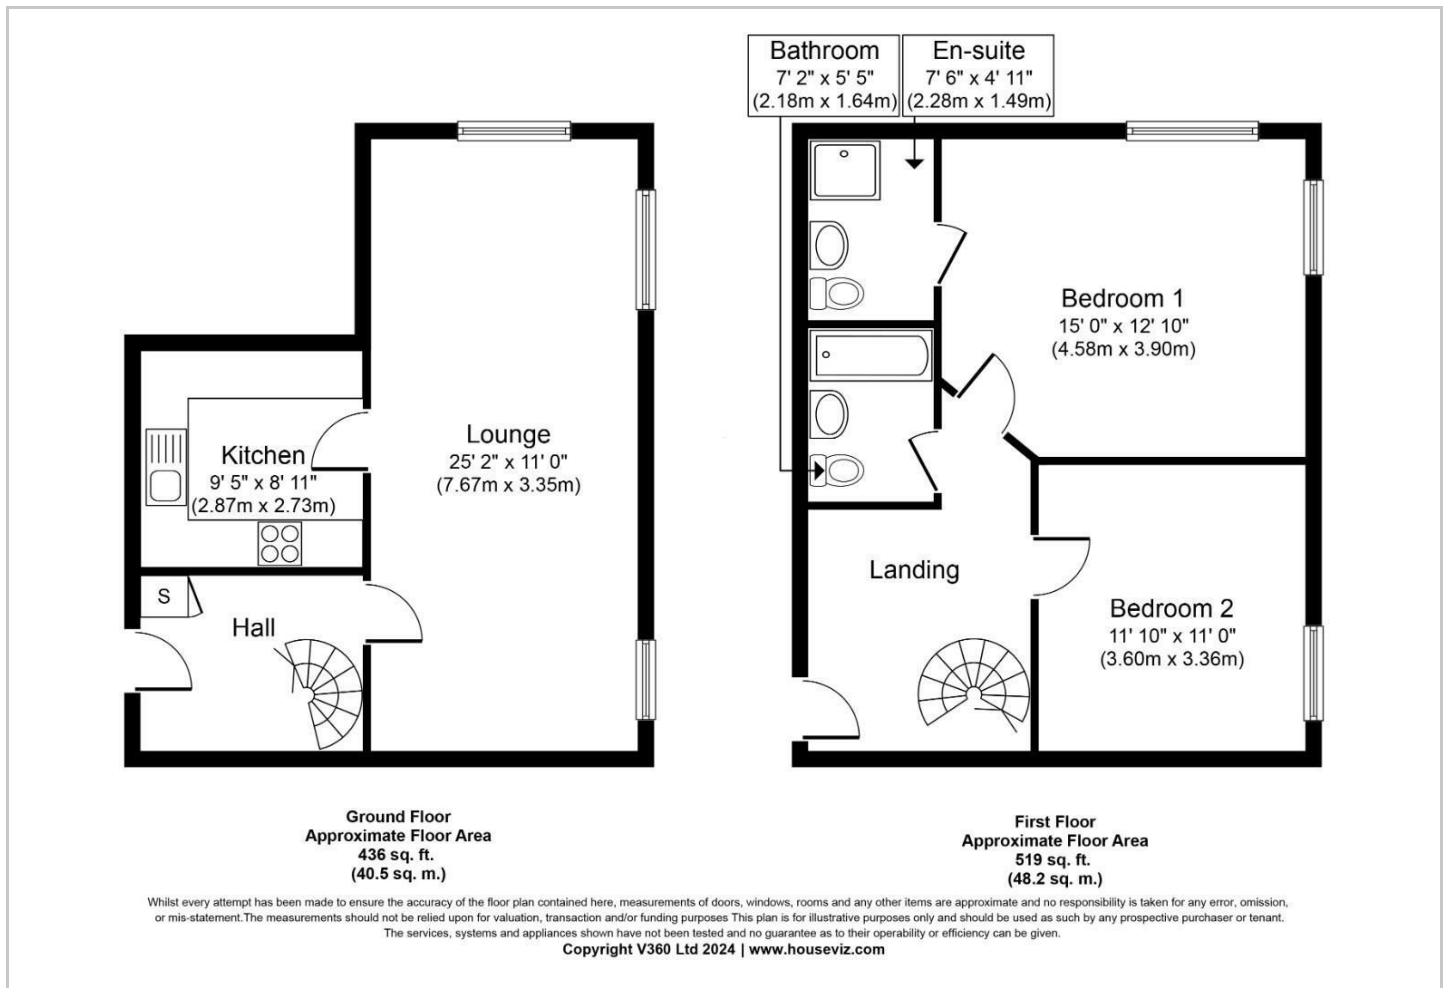 Bathroom
7' 2" x 5' 5"
(2.18m x 1.64m)
En-suite
7' 6" x 4' 11"
(2.28m x 1.49m)
Bedroom 1
15' 0" x 12' 10"
(4.58m x 3.90m)
Lounge
25' 2" x 11' 0"
(7.67m x 3.35m)
Kitchen
9' 5" x 8' 11"
(2.87m x 2.73m)
Landing
S
Hall
Bedroom 2
11' 10" x 11' 0"
(3.60m x 3.36m)
Ground Floor
Approximate Floor Area
436 sq. ft.
(40.5 sq. m.)
First Floor
Approximate Floor Area
519 sq. ft.
(48.2 sq. m.)
Whilst every attempt has been made to ensure the accuracy of the floor plan contained here, measurements of doors, windows, rooms and any other items are approximate and no responsibility is taken for any error, omission,
or mis-statement.The measurements should not be relied upon for valuation, transaction and/or funding purposes This plan is for illustrative purposes only and should be used as such by any prospective purchaser or tenant.
The services, systems and appliances shown have not been tested and no guarantee as to their operability or efficiency can be given.
Copyright V360 Ltd 2024 | www.houseviz.com